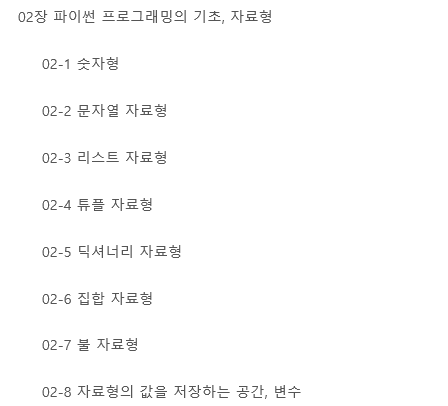 02장 파이썬 프로그래밍의 기초, 자료형
02-1 숫자형
02-2 문자열 자료형
02-3 리스트 자료형
02-4 튜플 자료형
02-5 딕셔너리 자료형
02-6 집합 자료형
02-7 불 자료형
02-8 자료형의 값을 저장하는 공간, 변수